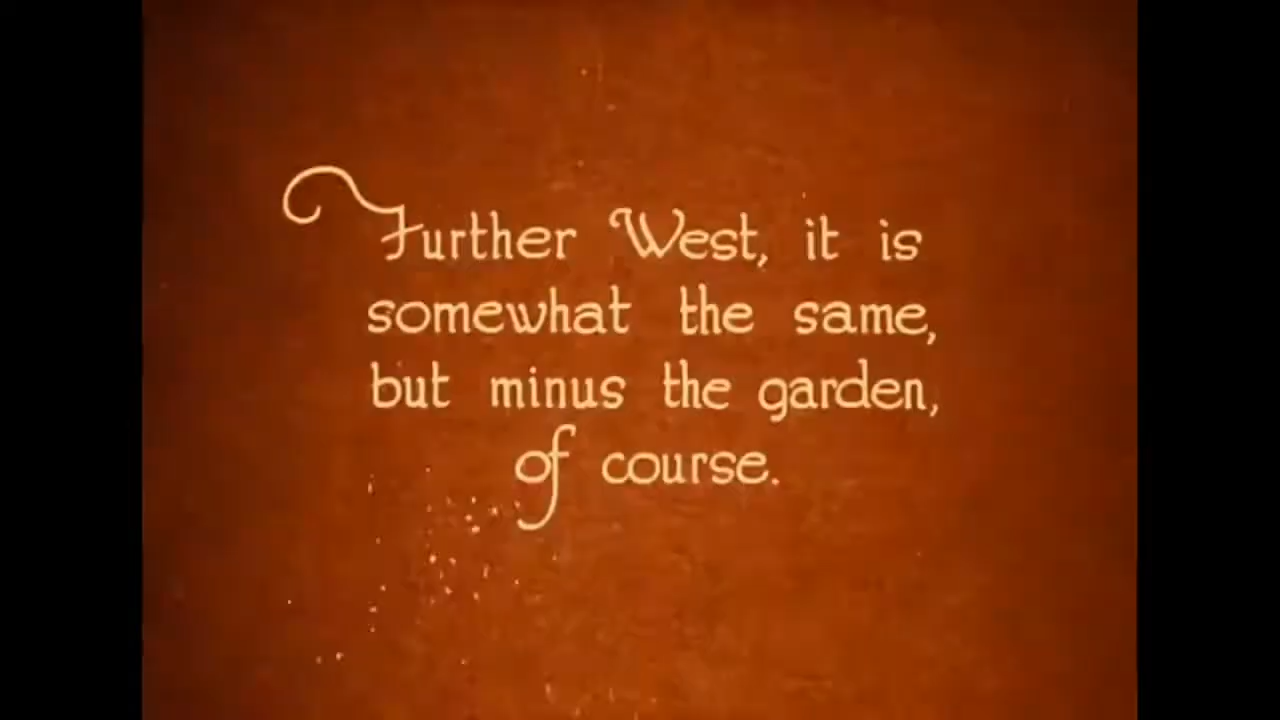 Further West, it is
somewhat the same,
but minus the garden,
of course.